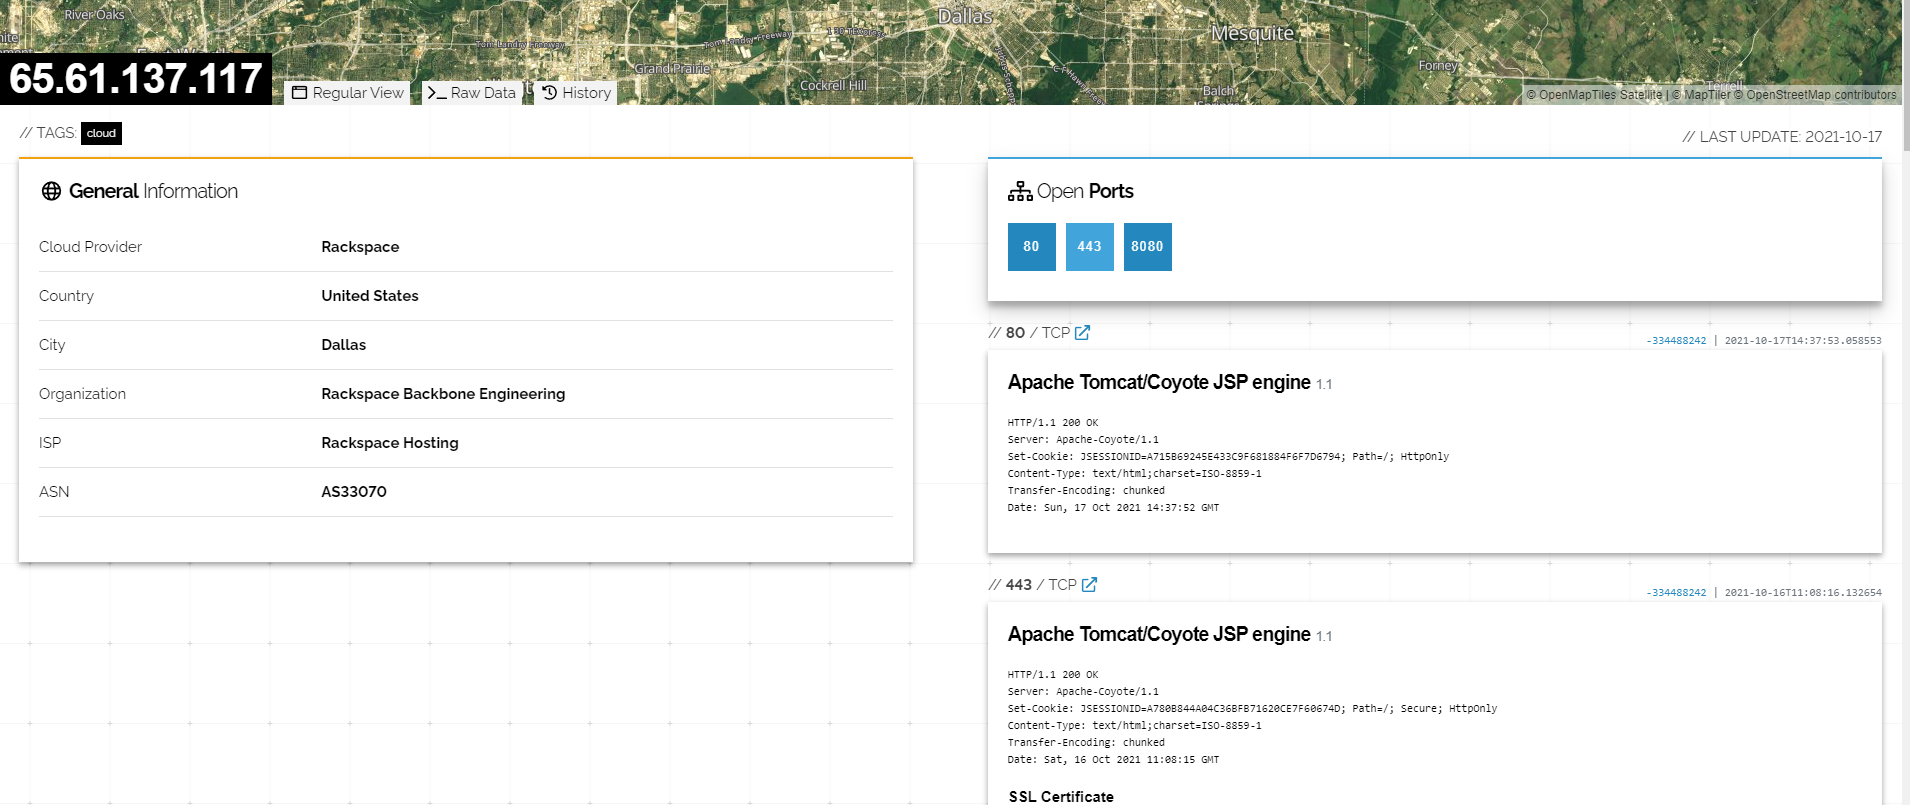 River Oaks
Dallas
Mesquite
Tom Landry Freeway
Tom Landry Freeway
Grand Prairie
Cockrell Hill
Forney
Balch
Terrell
65.61.137.117
Regular View
Raw Data
History
© OpenMapTiles Satellite | © MapTiler © OpenStreetMap contributors
// TAGS: cloud
// LAST UPDATE: 2021-10-17
General Information
Cloud Provider Rackspace
Country United States
City Dallas
Organization Rackspace Backbone Engineering
ISP Rackspace Hosting
ASN AS33070
Open Ports
80 443 8080
// 80 / TCP
-334488242 | 2021-10-17T14:37:53.058553
Apache Tomcat/Coyote JSP engine 1.1
HTTP/1.1 200 OK
Server: Apache-Coyote/1.1
Set-Cookie: JSESSIONID=A715B69245E433C9F681884F6F7D6794; Path=/; HttpOnly
Content-Type: text/html;charset=ISO-8859-1
Transfer-Encoding: chunked
Date: Sun, 17 Oct 2021 14:37:52 GMT
// 443 / TCP
-334488242 | 2021-10-16T11:08:16.132654
Apache Tomcat/Coyote JSP engine 1.1
HTTP/1.1 200 OK
Server: Apache-Coyote/1.1
Set-Cookie: JSESSIONID=A780B844A04C36BFB71620CE7F60674D; Path=/; Secure; HttpOnly
Content-Type: text/html;charset=ISO-8859-1
Transfer-Encoding: chunked
Date: Sat, 16 Oct 2021 11:08:15 GMT
SSL Certificate